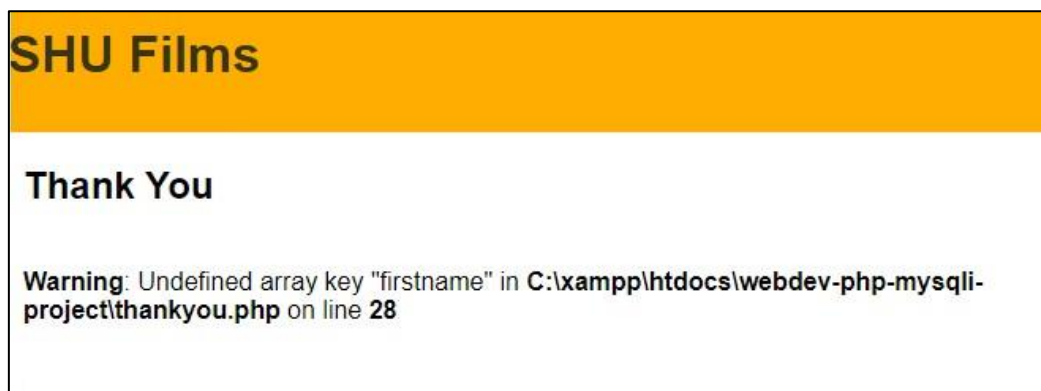 SHU Films
Thank You
Warning: Undefined array key "firstname" in C:\xampp\htdocs\webdev-php-mysqli-
project\thankyou.php on line 28